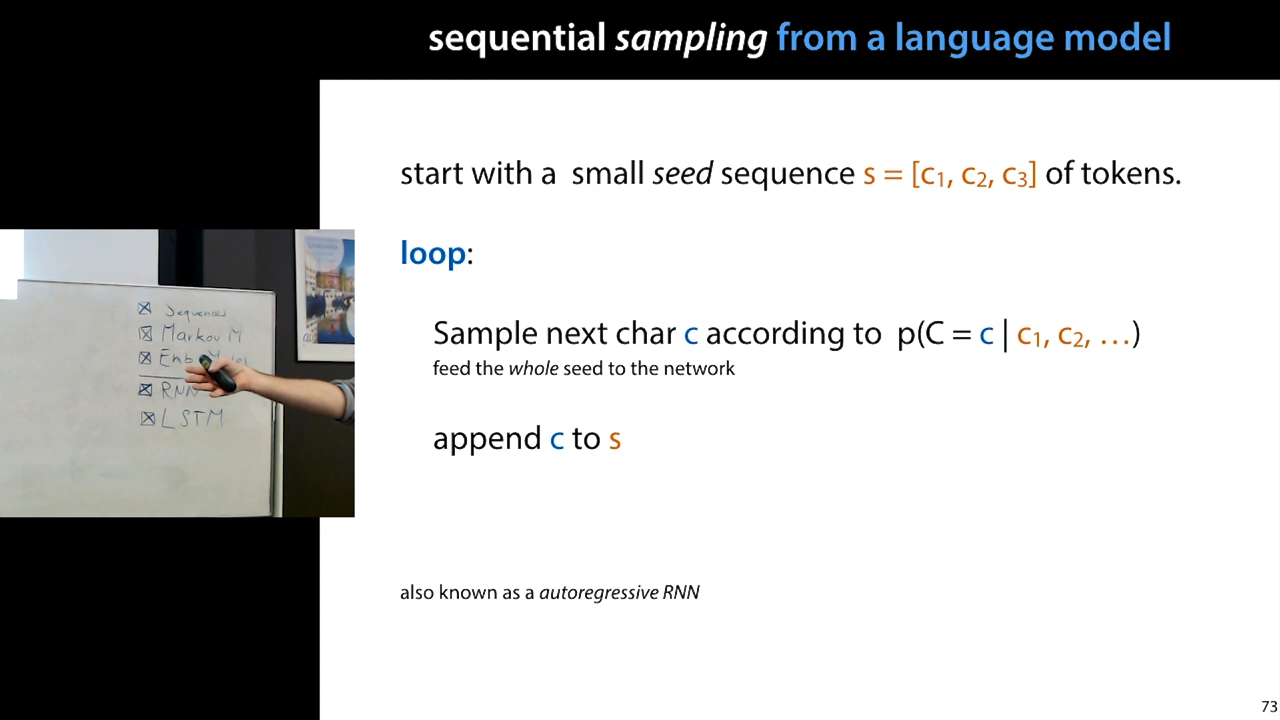 sequential sampling from a language model
start with a small seed sequence s = [c₁, c₂, c₃] of tokens.
loop:
Sample next char c according to p(C = c | c₁, c₂, …)
feed the whole seed to the network
append c to s
also known as a autoregressive RNN
73
Sequences
Markov M
RNN
LSTM